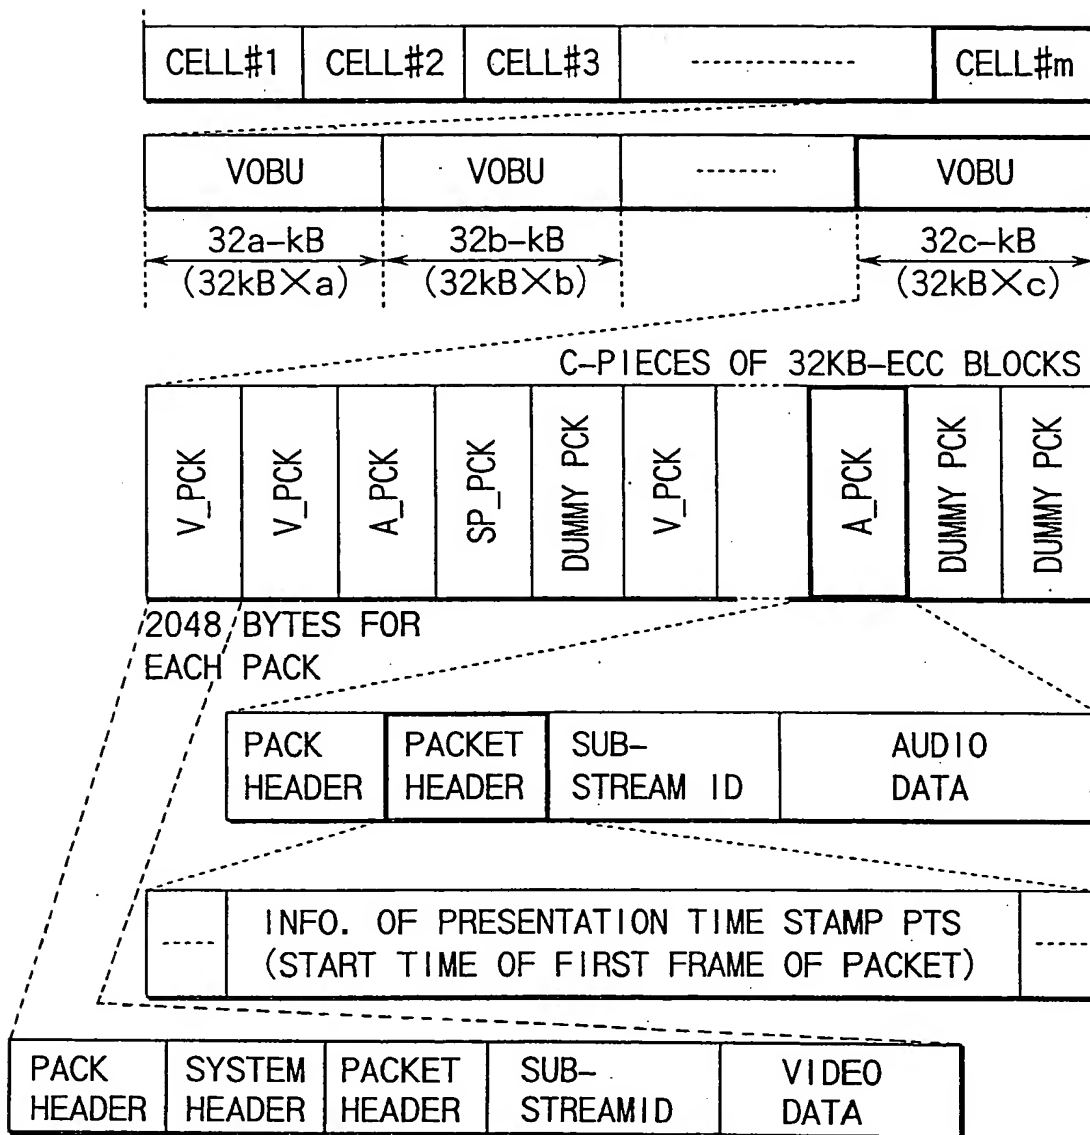 CELL#1 CELL#2 CELL#3 CELL#m
VOBU VOBU VOBU
32a-kB 32b-kB 32c-kB
(32kB×a) (32kB×b) (32kB×c)
C-PIECES OF 32KB-ECC BLOCKS
V_PCK V_PCK A_PCK SP_PCK DUMMY PCK V_PCK A_PCK DUMMY PCK DUMMY PCK
2048 BYTES FOR
EACH PACK
PACK PACKET SUB- AUDIO
HEADER HEADER STREAM ID DATA
INFO. OF PRESENTATION TIME STAMP PTS
(START TIME OF FIRST FRAME OF PACKET)
PACK SYSTEM PACKET SUB- VIDEO
HEADER HEADER HEADER STREAMID DATA